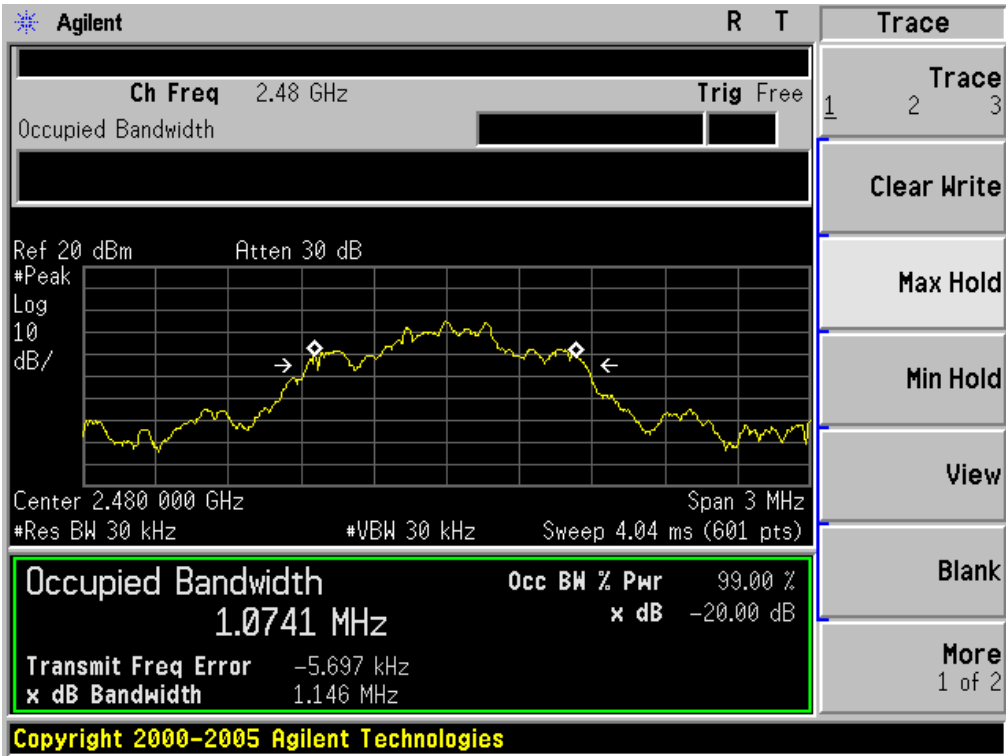 Agilent R T
Ch Freq 2.48 GHz Trig Free
Occupied Bandwidth
Ref 20 dBm Atten 30 dB
#Peak
Log
10
dB/
Center 2.480 000 GHz Span 3 MHz
#Res BW 30 kHz #VBW 30 kHz Sweep 4.04 ms (601 pts)
Occupied Bandwidth Occ BW % Pwr 99.00 %
1.0741 MHz x dB -20.00 dB
Transmit Freq Error -5.697 kHz
x dB Bandwidth 1.146 MHz
Copyright 2000-2005 Agilent Technologies
Trace
Trace
1 2 3
Clear Write
Max Hold
Min Hold
View
Blank
More
1 of 2